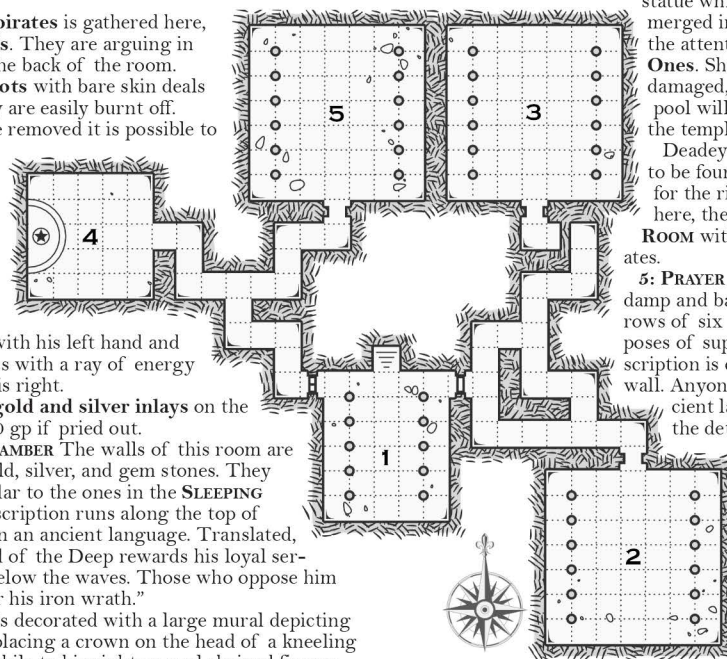 pirates is gathered here,
s. They are arguing in
he back of the room.
ots with bare skin deals
y are easily burnt off.
e removed it is possible to
5
3
4
1
2
with his left hand and
s with a ray of energy
is right.
gold and silver inlays on the
0 gp if pried out.
AMBER The walls of this room are
ld, silver, and gem stones. They
lar to the ones in the SLEEPING
scription runs along the top of
n an ancient language. Translated,
d of the Deep rewards his loyal ser-
elow the waves. Those who oppose him
r his iron wrath.”
s decorated with a large mural depicting
placing a crown on the head of a kneeling
statue wh
merged in
the attent
Ones. Sh
damaged,
pool will
the templ
Deadey
to be four
for the ri
here, the
ROOM wit
ates.
5: PRAYER
damp and ba
rows of six
poses of sup
scription is
wall. Anyon
cient la
the de